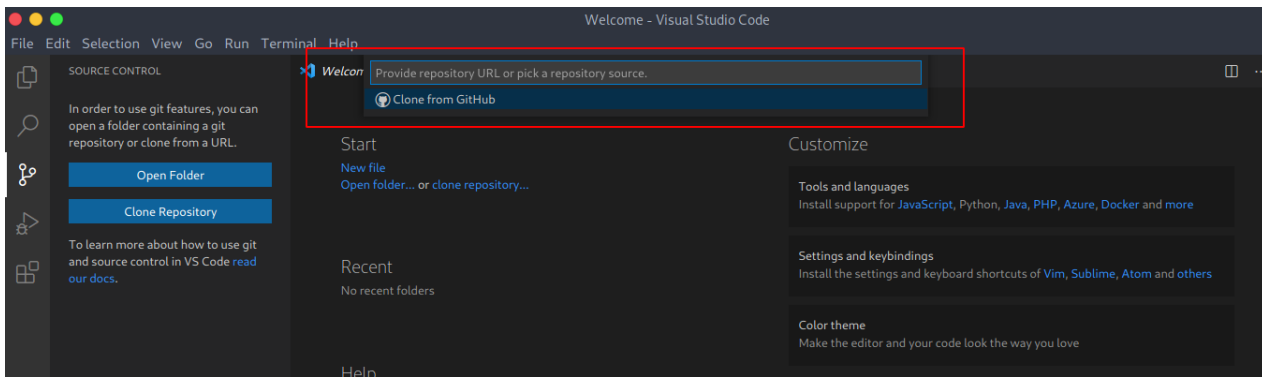 Welcome - Visual Studio Code
File Edit Selection View Go Run Terminal Help
SOURCE CONTROL
In order to use git features, you can
open a folder containing a git
repository or clone from a URL.
Open Folder
Clone Repository
To learn more about how to use git
and source control in VS Code read
our docs.
Welcom
Provide repository URL or pick a repository source.
Clone from GitHub
Start
New file
Open folder... or clone repository...
Recent
No recent folders
Help
Customize
Tools and languages
Install support for JavaScript, Python, Java, PHP, Azure, Docker and more
Settings and keybindings
Install the settings and keyboard shortcuts of Vim, Sublime, Atom and others
Color theme
Make the editor and your code look the way you love